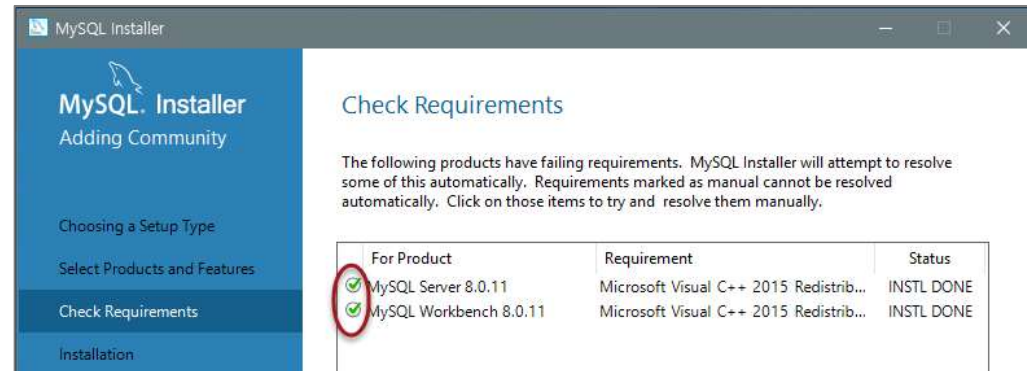 MySQL Installer
MySQL. Installer
Adding Community
Choosing a Setup Type
Select Products and Features
Check Requirements
Installation
Check Requirements
The following products have failing requirements. MySQL Installer will attempt to resolve
some of this automatically. Requirements marked as manual cannot be resolved
automatically. Click on those items to try and resolve them manually.
For Product Requirement Status
MySQL Server 8.0.11 Microsoft Visual C++ 2015 Redistrib... INSTL DONE
MySQL Workbench 8.0.11 Microsoft Visual C++ 2015 Redistrib... INSTL DONE